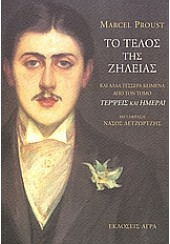 MARCEL PROUST
ΤΟ ΤΕΛΟΣ
ΤΗΣ
ΖΗΛΕΙΑΣ
ΚΑΙ ΑΛΛΑ ΤΕΣΣΕΡΑ ΚΕΙΜΕΝΑ
ΑΠΟ ΤΟΝ ΤΟΜΟ
ΤΕΡΨΕΙΣ ΚΑΙ ΗΜΕΡΑΙ
ΜΕΤΑΦΡΑΣΗ
ΝΑΣΟΣ ΔΕΤΖΩΡΤΖΗΣ
ΕΚΔΟΣΕΙΣ ΑΓΡΑ